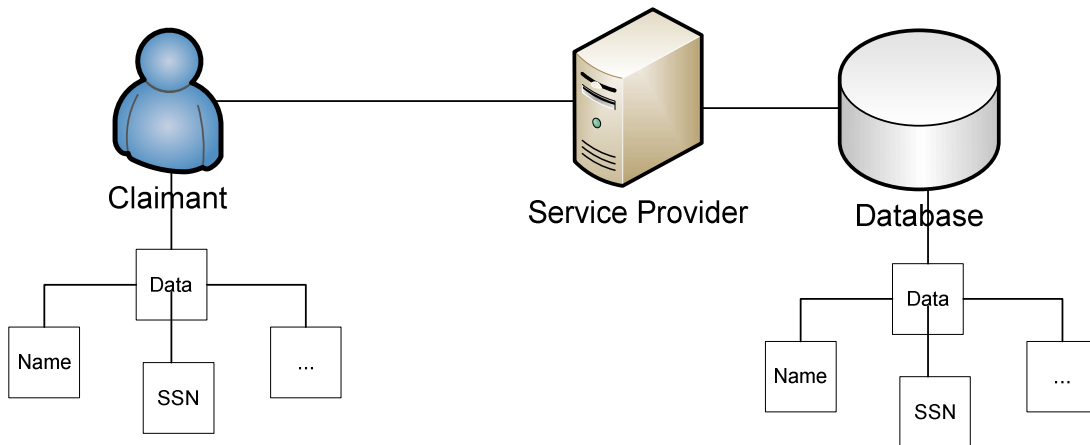 Claimant
Service Provider
Database
Data
Name
SSN
...
Data
Name
SSN
...